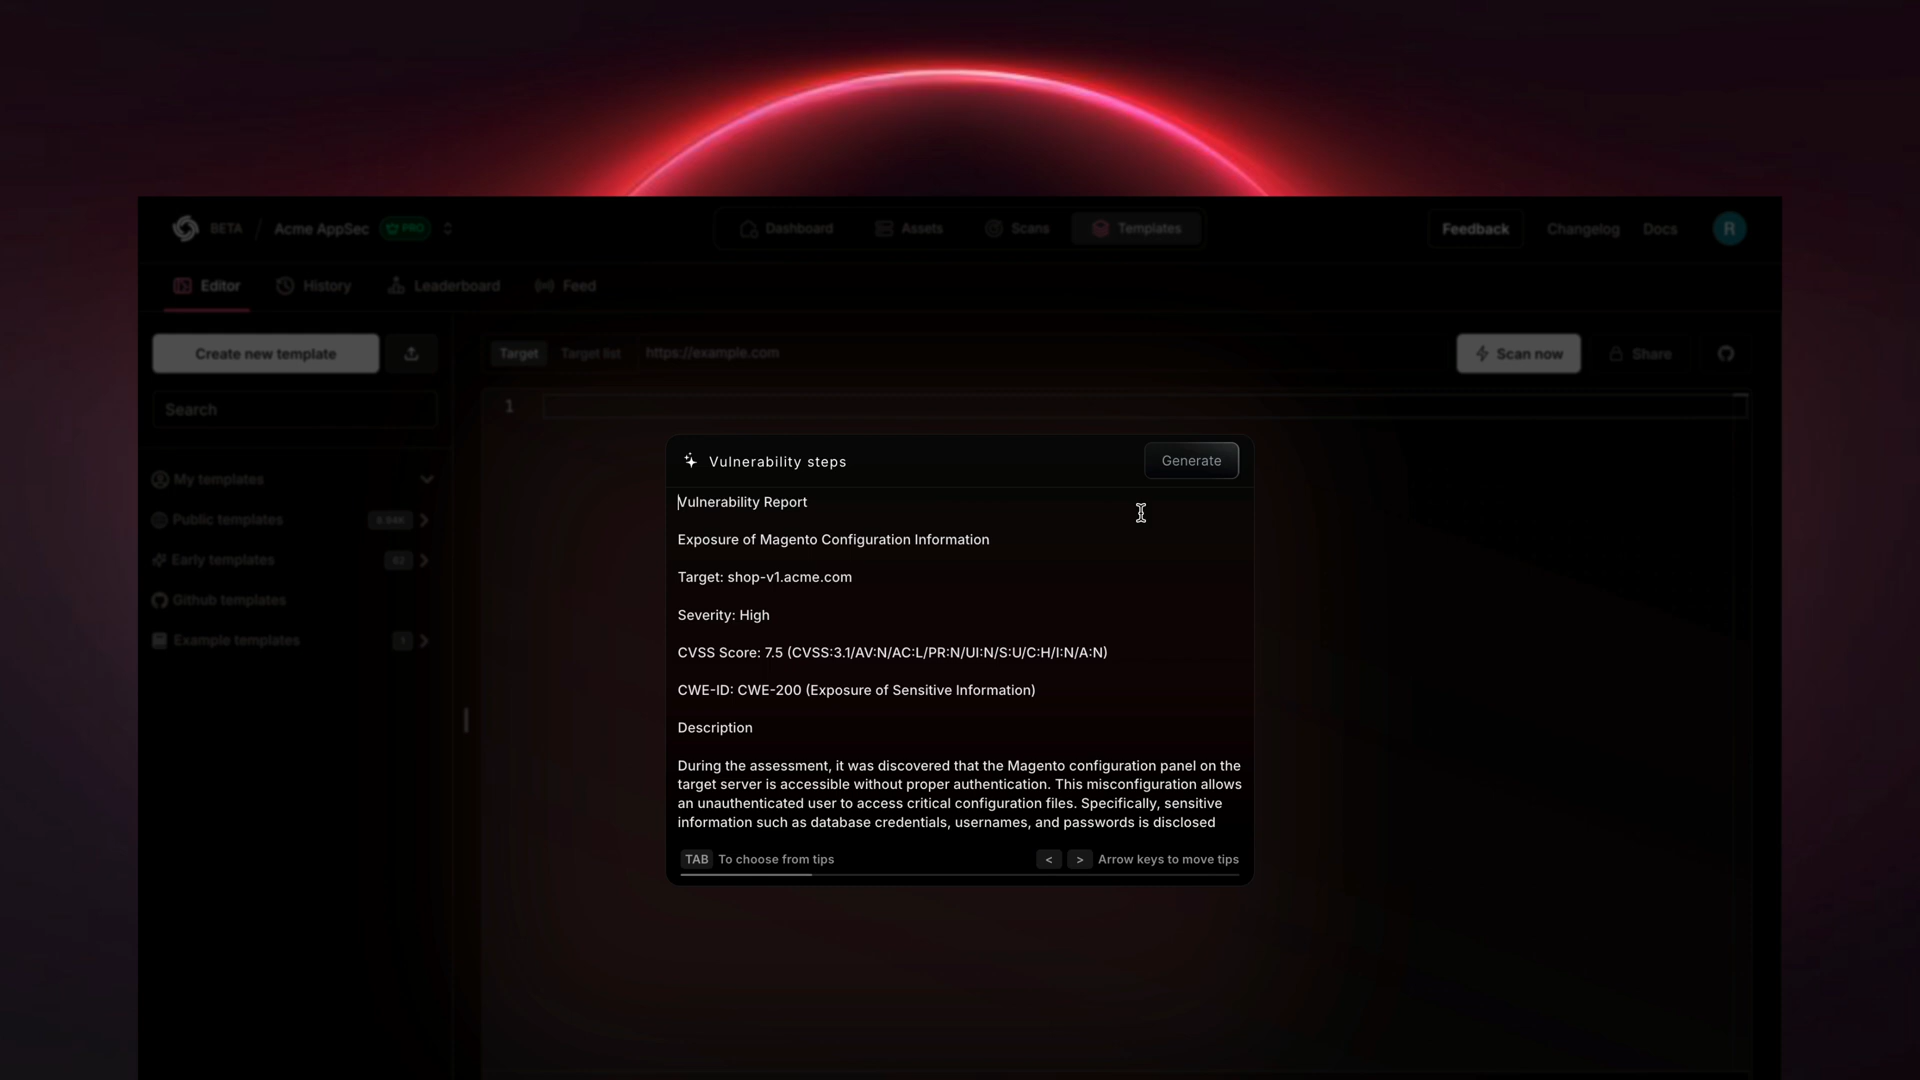 BETA / Acme AppSec PRO
Dashboard Assets Scans Templates
Feedback Changelog Docs R
Editor History Leaderboard Feed
Create new template
Target Target list https://example.com
Scan now Share
Search
1
My templates
Public templates 8.94K
Early templates 82
Github templates
Example templates 1
Vulnerability steps
Generate
Vulnerability Report
Exposure of Magento Configuration Information
Target: shop-v1.acme.com
Severity: High
CVSS Score: 7.5 (CVSS:3.1/AV:N/AC:L/PR:N/UI:N/S:U/C:H/I:N/A:N)
CWE-ID: CWE-200 (Exposure of Sensitive Information)
Description
During the assessment, it was discovered that the Magento configuration panel on the
target server is accessible without proper authentication. This misconfiguration allows
an unauthenticated user to access critical configuration files. Specifically, sensitive
information such as database credentials, usernames, and passwords is disclosed
TAB To choose from tips
< > Arrow keys to move tips